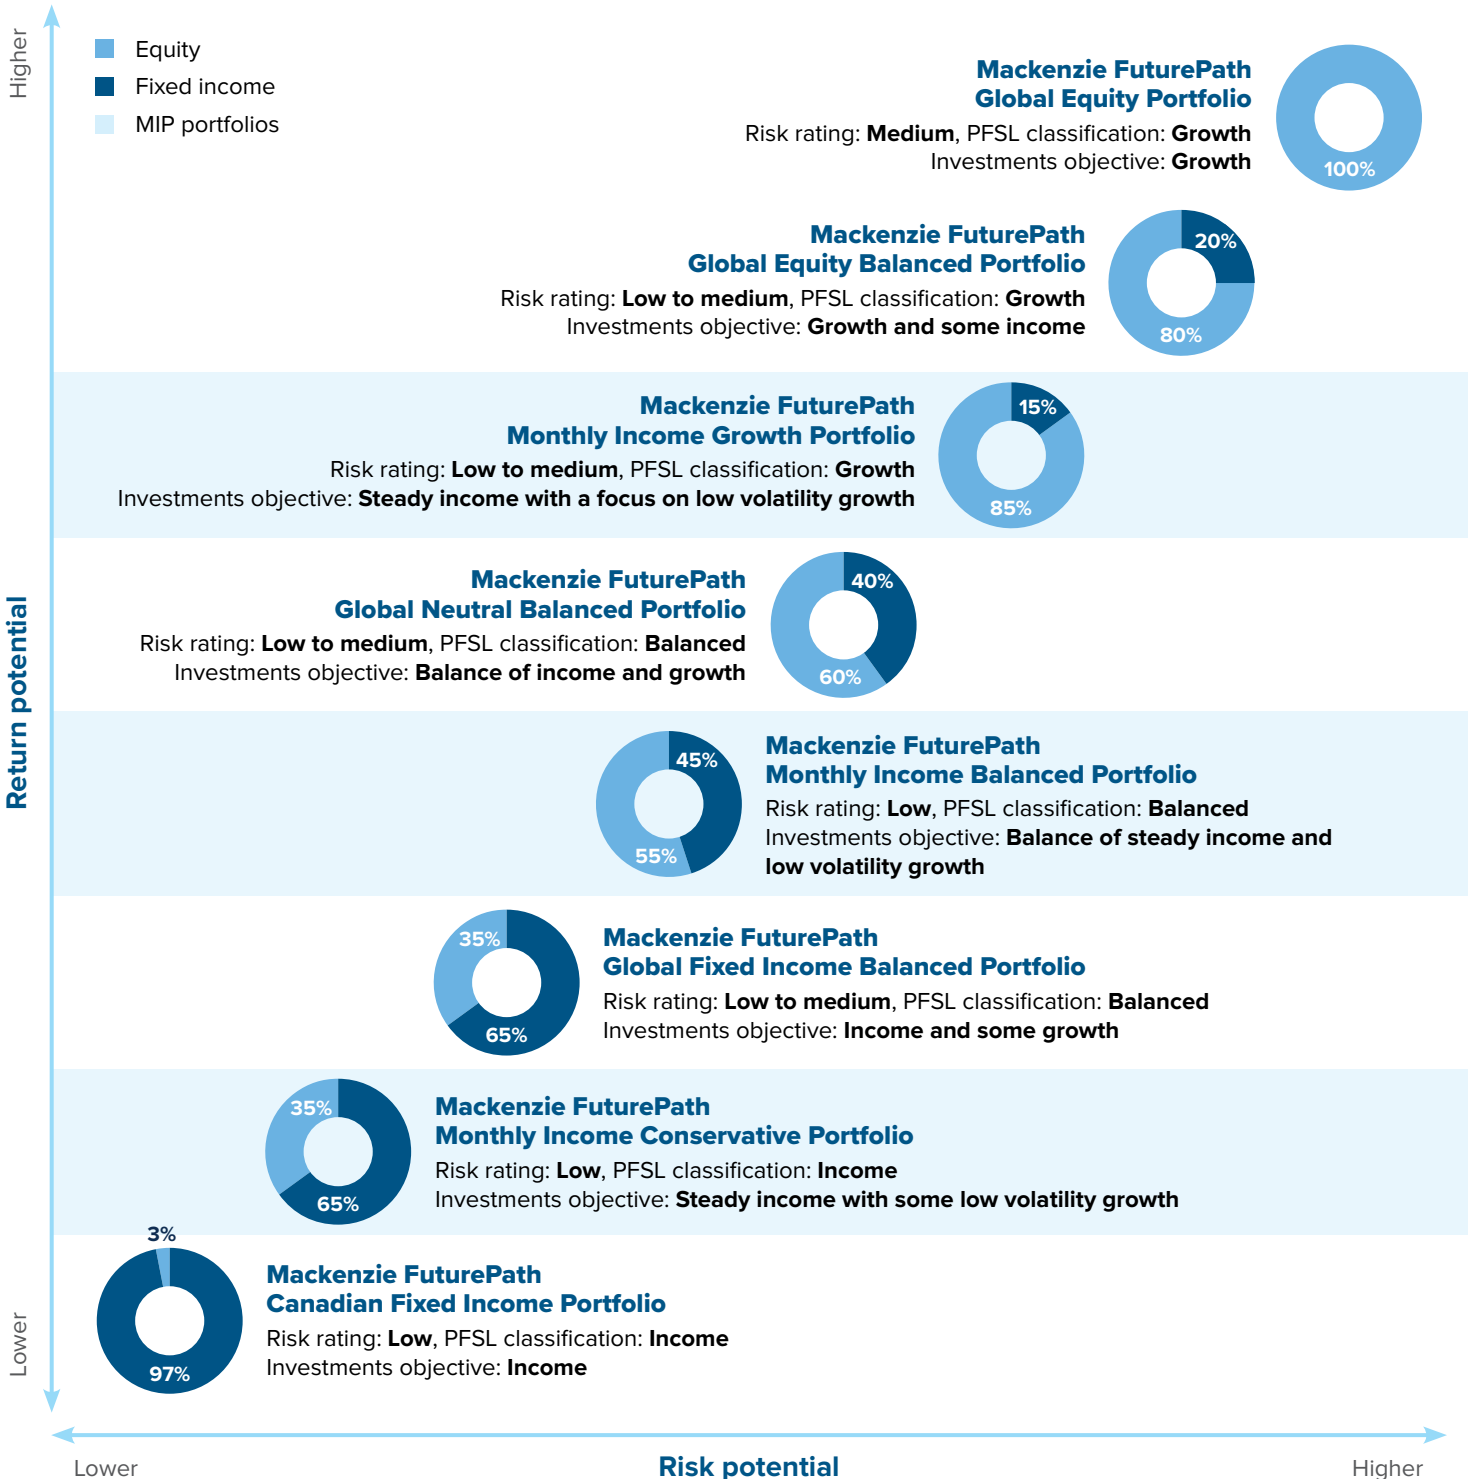 Higher
Equity
Fixed income
MIP portfolios
Mackenzie FuturePath
Global Equity Portfolio
Risk rating: Medium, PFSL classification: Growth
Investments objective: Growth
100%
Mackenzie FuturePath
Global Equity Balanced Portfolio
Risk rating: Low to medium, PFSL classification: Growth
Investments objective: Growth and some income
20%
80%
Mackenzie FuturePath
Monthly Income Growth Portfolio
Risk rating: Low to medium, PFSL classification: Growth
Investments objective: Steady income with a focus on low volatility growth
15%
85%
Mackenzie FuturePath
Global Neutral Balanced Portfolio
Risk rating: Low to medium, PFSL classification: Balanced
Investments objective: Balance of income and growth
40%
60%
Return potential
45%
55%
Mackenzie FuturePath
Monthly Income Balanced Portfolio
Risk rating: Low, PFSL classification: Balanced
Investments objective: Balance of steady income and
low volatility growth
35%
65%
Mackenzie FuturePath
Global Fixed Income Balanced Portfolio
Risk rating: Low to medium, PFSL classification: Balanced
Investments objective: Income and some growth
35%
65%
Mackenzie FuturePath
Monthly Income Conservative Portfolio
Risk rating: Low, PFSL classification: Income
Investments objective: Steady income with some low volatility growth
3%
97%
Mackenzie FuturePath
Canadian Fixed Income Portfolio
Risk rating: Low, PFSL classification: Income
Investments objective: Income
Lower
Lower
Risk potential
Higher